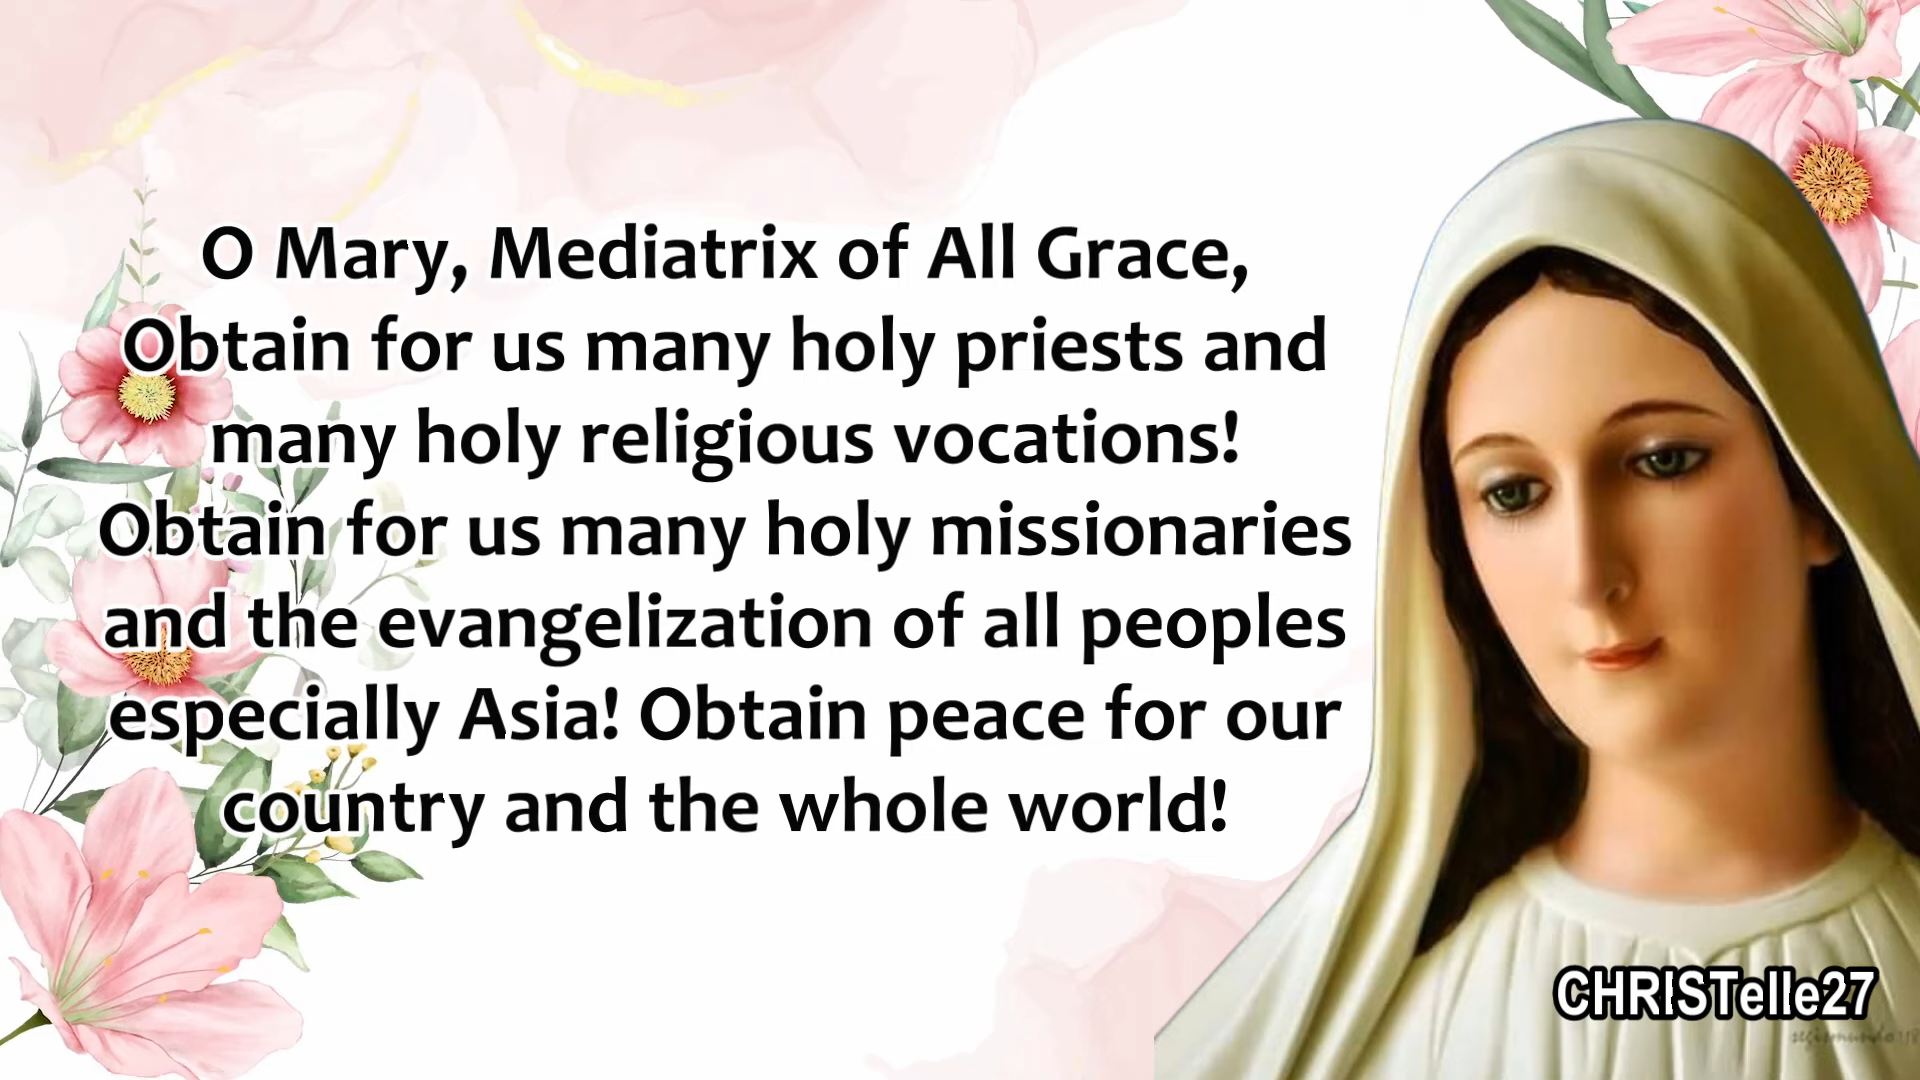 O Mary, Mediatrix of All Grace,
Obtain for us many holy priests and
many holy religious vocations!
Obtain for us many holy missionaries
and the evangelization of all peoples
especially Asia! Obtain peace for our
country and the whole world!
CHRISTelle27